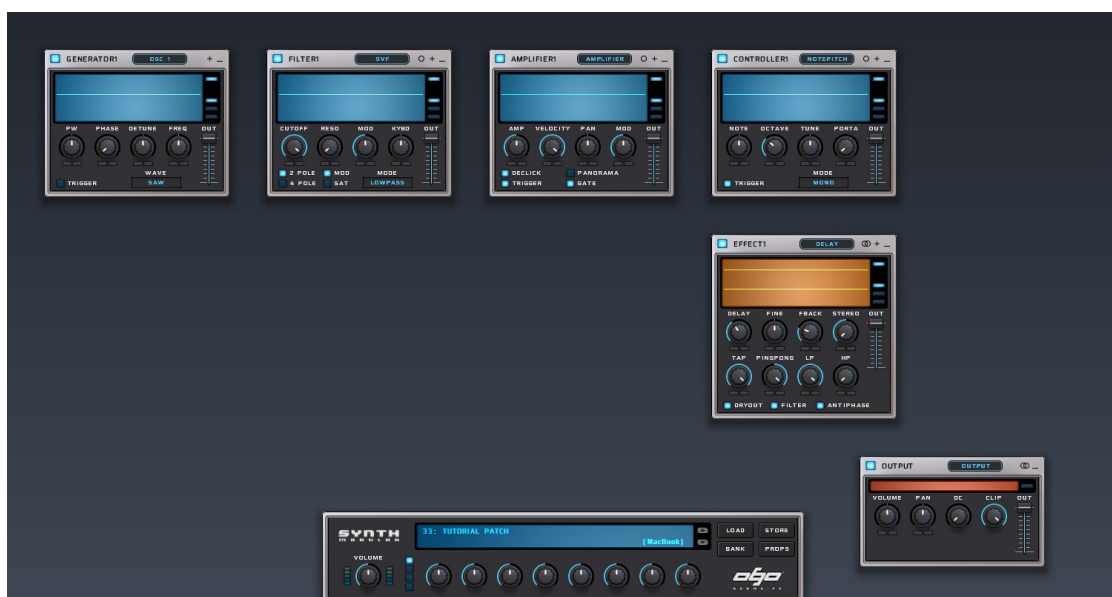 GENERATOR1 OSC 1
PW PHASE DETUNE FREQ OUT
WAVE
TRIGGER SAW
FILTER1 SVF
CUTOFF RESO MOD KYBD OUT
2 POLE MOD MODE
4 POLE SAT LOWPASS
AMPLIFIER1 AMPLIFIER
AMP VELOCITY PAN MOD OUT
DECLICK PANORAMA
TRIGGER GATE
CONTROLLER1 NOTEPITCH
NOTE OCTAVE TUNE PORTA OUT
MODE
TRIGGER MONO
EFFECT1 DELAY
DELAY FINE FBACK STEREO OUT
TAP PINGPONG LP HP
DRYOUT FILTER ANTIPHASE
OUTPUT OUTPUT
VOLUME PAN DC CLIP OUT
SYNTH
MODULAR
33: TUTORIAL PATCH
(MacBook)
LOAD STORE
BANK PROPS
VOLUME
KARMA FX